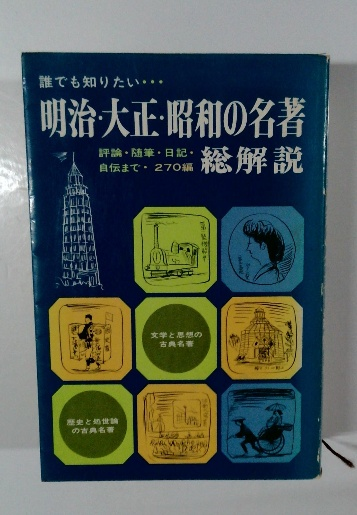 誰でも知りたい・・・
明治・大正・昭和の名著
評論・随筆・日記・
自伝まで・270編
総解説
文学と思想の
古典名著
歴史と処世論
の古典名著